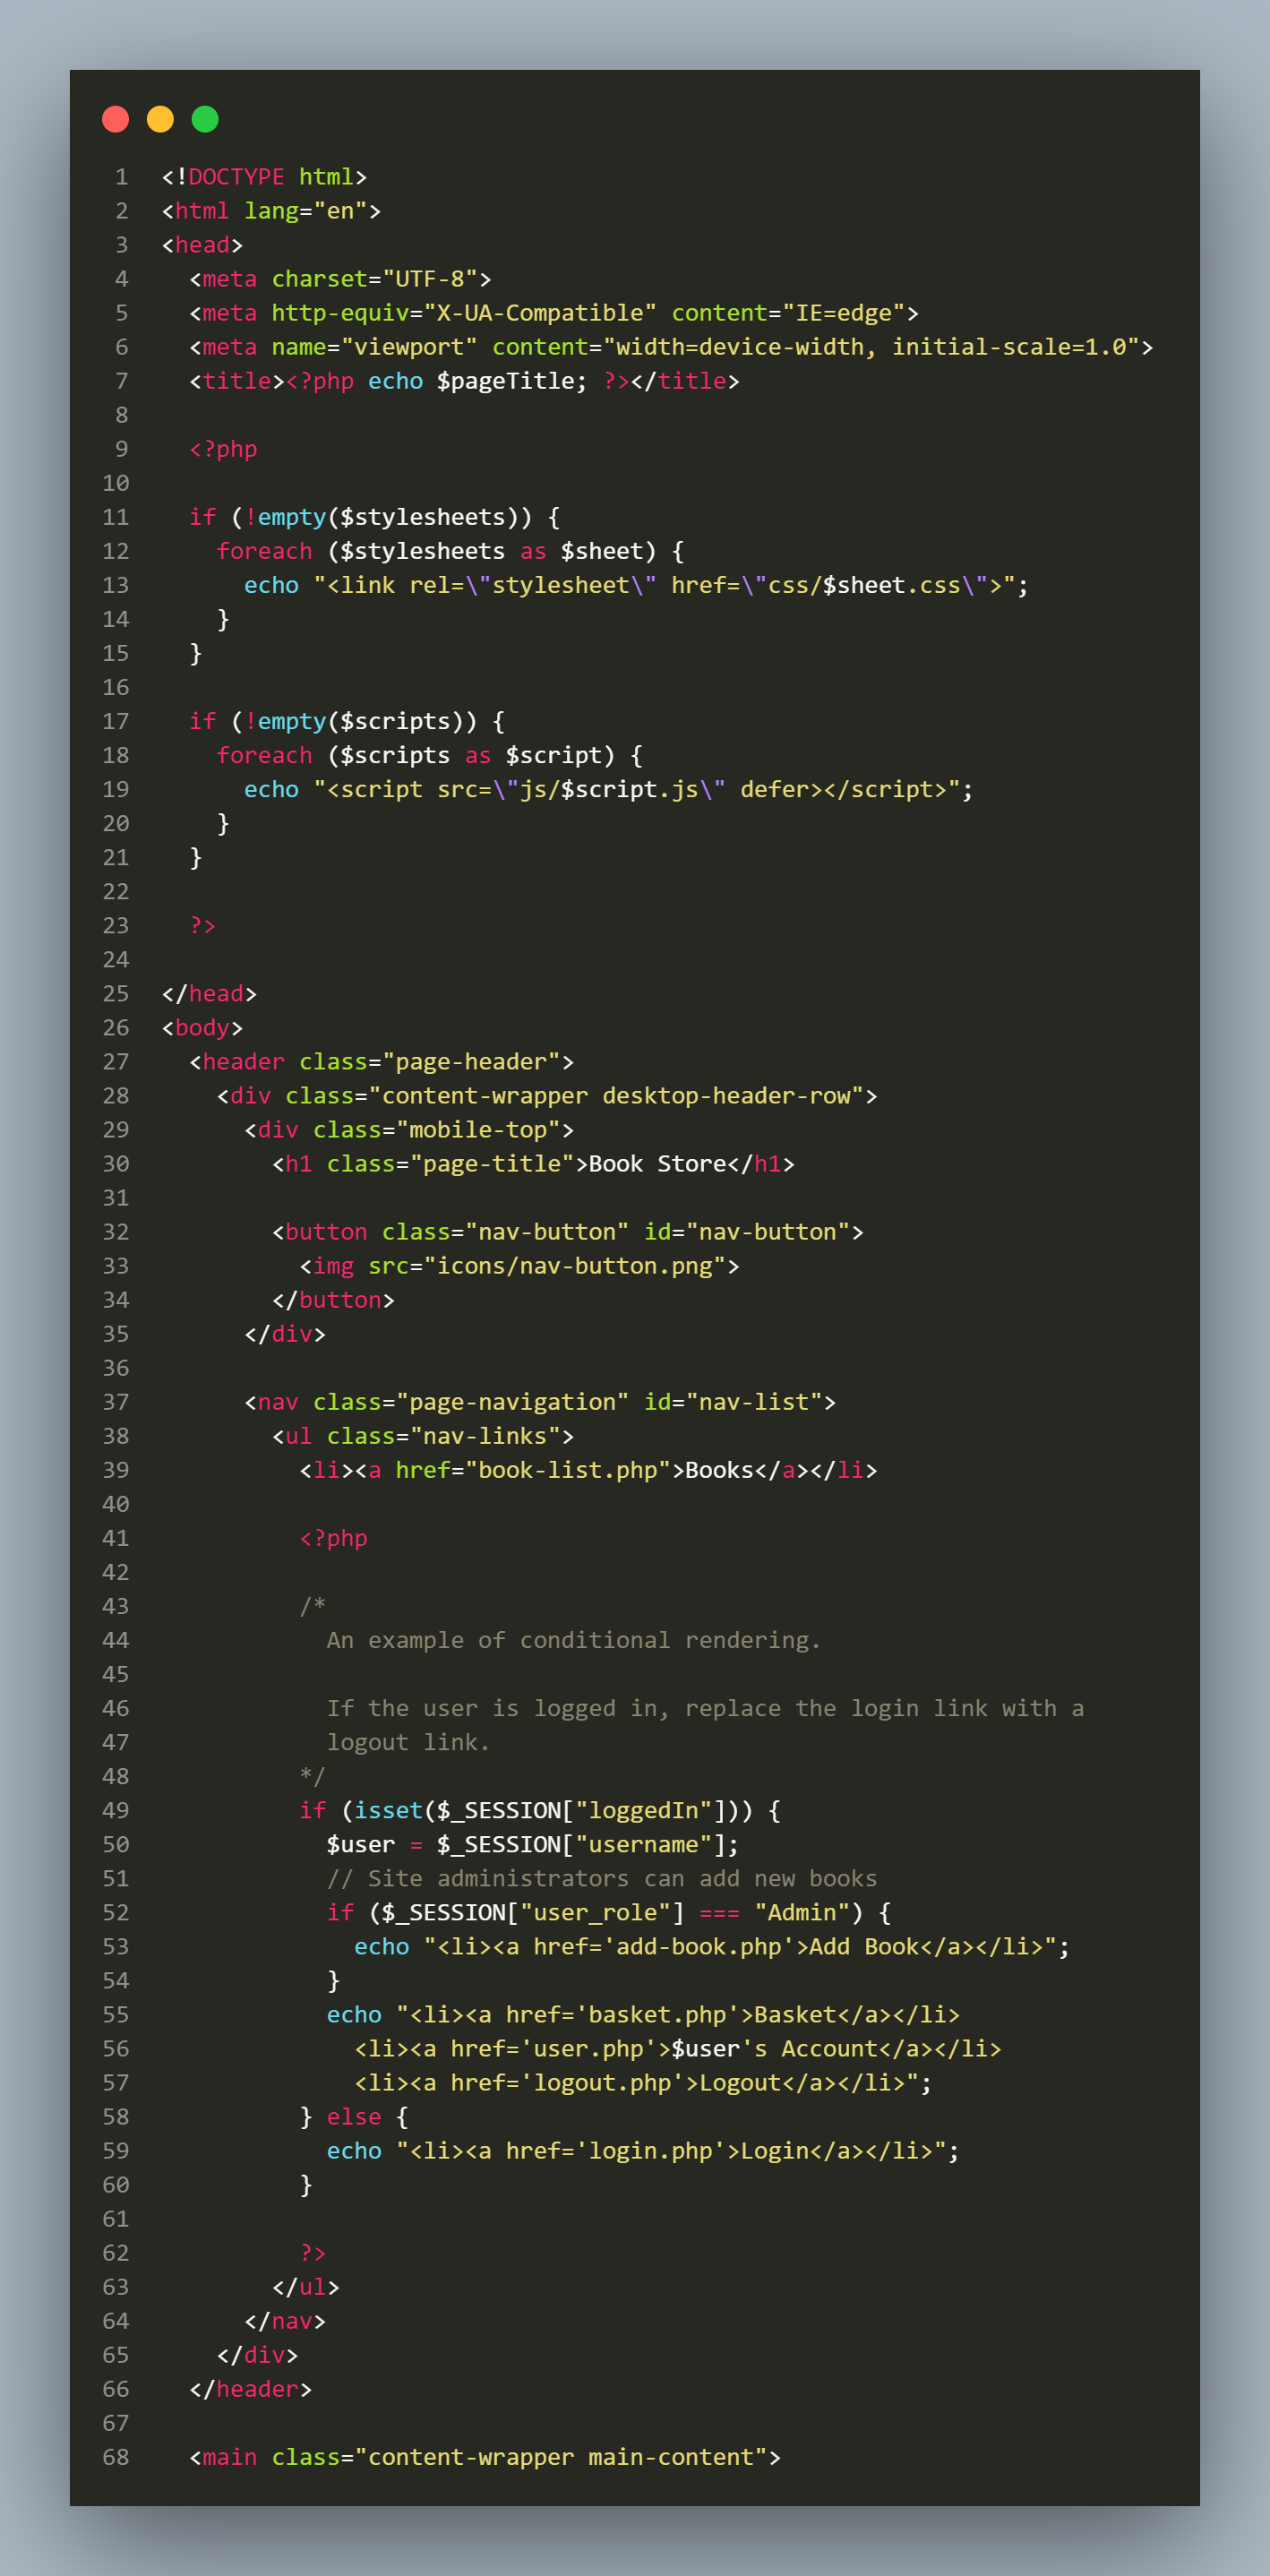 1 <!DOCTYPE html>
2 <html lang="en">
3 <head>
4   <meta charset="UTF-8">
5   <meta http-equiv="X-UA-Compatible" content="IE=edge">
6   <meta name="viewport" content="width=device-width, initial-scale=1.0">
7   <title><?php echo $pageTitle; ?></title>
8
9   <?php
10
11   if (!empty($stylesheets)) {
12     foreach ($stylesheets as $sheet) {
13       echo "<link rel=\"stylesheet\" href=\"css/$sheet.css\">";
14     }
15   }
16
17   if (!empty($scripts)) {
18     foreach ($scripts as $script) {
19       echo "<script src=\"js/$script.js\" defer></script>";
20     }
21   }
22
23   ?>
24
25 </head>
26 <body>
27   <header class="page-header">
28     <div class="content-wrapper desktop-header-row">
29       <div class="mobile-top">
30         <h1 class="page-title">Book Store</h1>
31
32         <button class="nav-button" id="nav-button">
33           <img src="icons/nav-button.png">
34         </button>
35       </div>
36
37       <nav class="page-navigation" id="nav-list">
38         <ul class="nav-links">
39           <li><a href="book-list.php">Books</a></li>
40
41           <?php
42
43           /*
44             An example of conditional rendering.
45
46             If the user is logged in, replace the login link with a
47             logout link.
48           */
49           if (isset($_SESSION["loggedIn"])) {
50             $user = $_SESSION["username"];
51             // Site administrators can add new books
52             if ($_SESSION["user_role"] === "Admin") {
53               echo "<li><a href='add-book.php'>Add Book</a></li>";
54             }
55             echo "<li><a href='basket.php'>Basket</a></li>
56               <li><a href='user.php'>$user's Account</a></li>
57               <li><a href='logout.php'>Logout</a></li>";
58           } else {
59             echo "<li><a href='login.php'>Login</a></li>";
60           }
61
62           ?>
63         </ul>
64       </nav>
65     </div>
66   </header>
67
68   <main class="content-wrapper main-content">